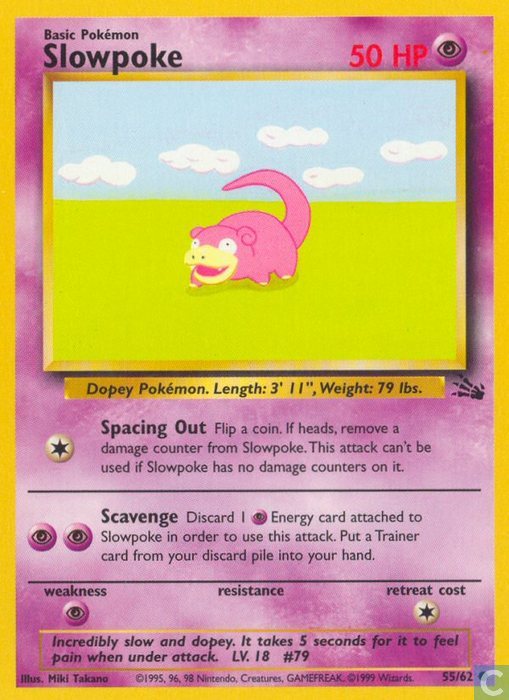 Basic Pokémon
Slowpoke
50 HP
Dopey Pokémon. Length: 3' 11", Weight: 79 lbs.
Spacing Out Flip a coin. If heads, remove a
damage counter from Slowpoke. This attack can't be
used if Slowpoke has no damage counters on it.
Scavenge Discard 1 Energy card attached to
Slowpoke in order to use this attack. Put a Trainer
card from your discard pile into your hand.
weakness resistance retreat cost
Incredibly slow and dopey. It takes 5 seconds for it to feel
pain when under attack. LV. 18 #79
Illus. Miki Takano ©1995, 96, 98 Nintendo, Creatures, GAMEFREAK. ©1999 Wizards. 55/62
C